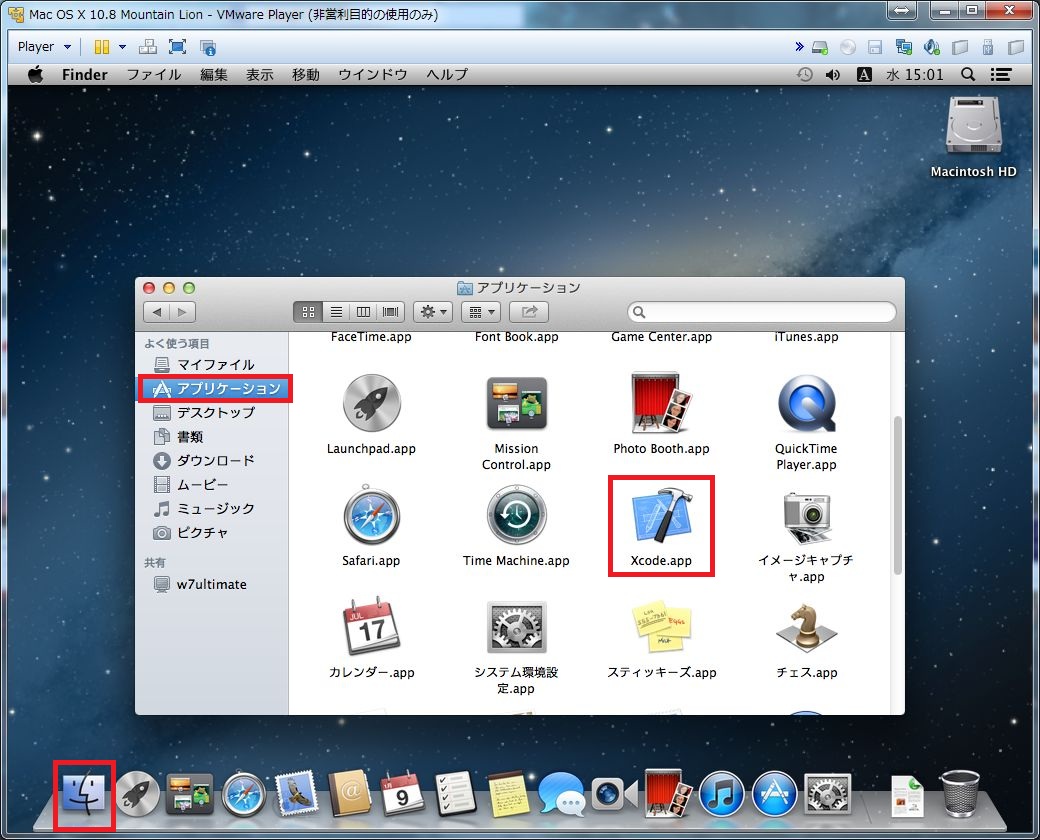 Mac OS X 10.8 Mountain Lion - VMware Player (非営利目的の使用のみ)
Player
Finder ファイル 編集 表示 移動 ウインドウ ヘルプ A 水 15:01
Macintosh HD
アプリケーション
よく使う項目
マイファイル
アプリケーション
デスクトップ
書類
ダウンロード
ムービー
ミュージック
ピクチャ
共有
w7ultimate
FaceTime.app Font Book.app Game Center.app iTunes.app
Launchpad.app Mission Photo Booth.app QuickTime
Control.app Player.app
Safari.app Time Machine.app Xcode.app イメージキャプチ
ャ.app
JUL
17
EGGS
カレンダー.app システム環境設 スティッキーズ.app チェス.app
定.app
9